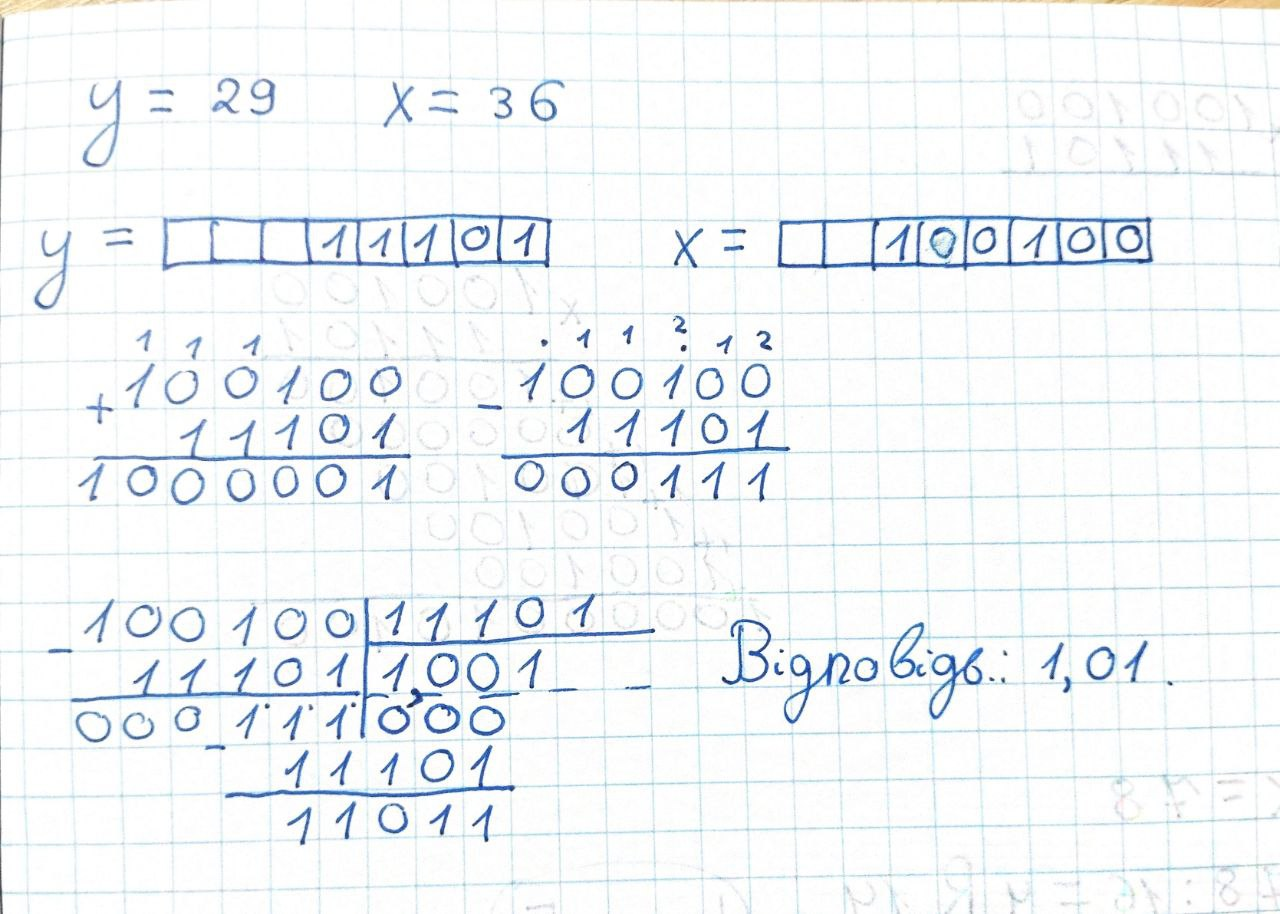 y = 29 x = 36
y = 11101 x = 100100
1 1 1 . 1 1 2 . 1 2
+ 100100 - 100100
11101 11101
1000001 000111
- 100100 | 11101
11101 | 1,001
000 - 111 | 000
11101
11011
Відповідь.: 1,01.